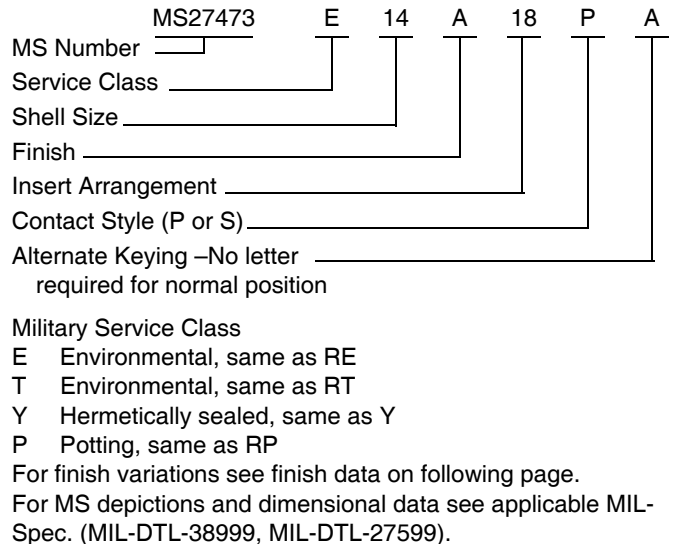 MS27473 E 14 A 18 P A
MS Number
Service Class
Shell Size
Finish
Insert Arrangement
Contact Style (P or S)
Alternate Keying –No letter
required for normal position
Military Service Class
E Environmental, same as RE
T Environmental, same as RT
Y Hermetically sealed, same as Y
P Potting, same as RP
For finish variations see finish data on following page.
For MS depictions and dimensional data see applicable MIL-
Spec. (MIL-DTL-38999, MIL-DTL-27599).